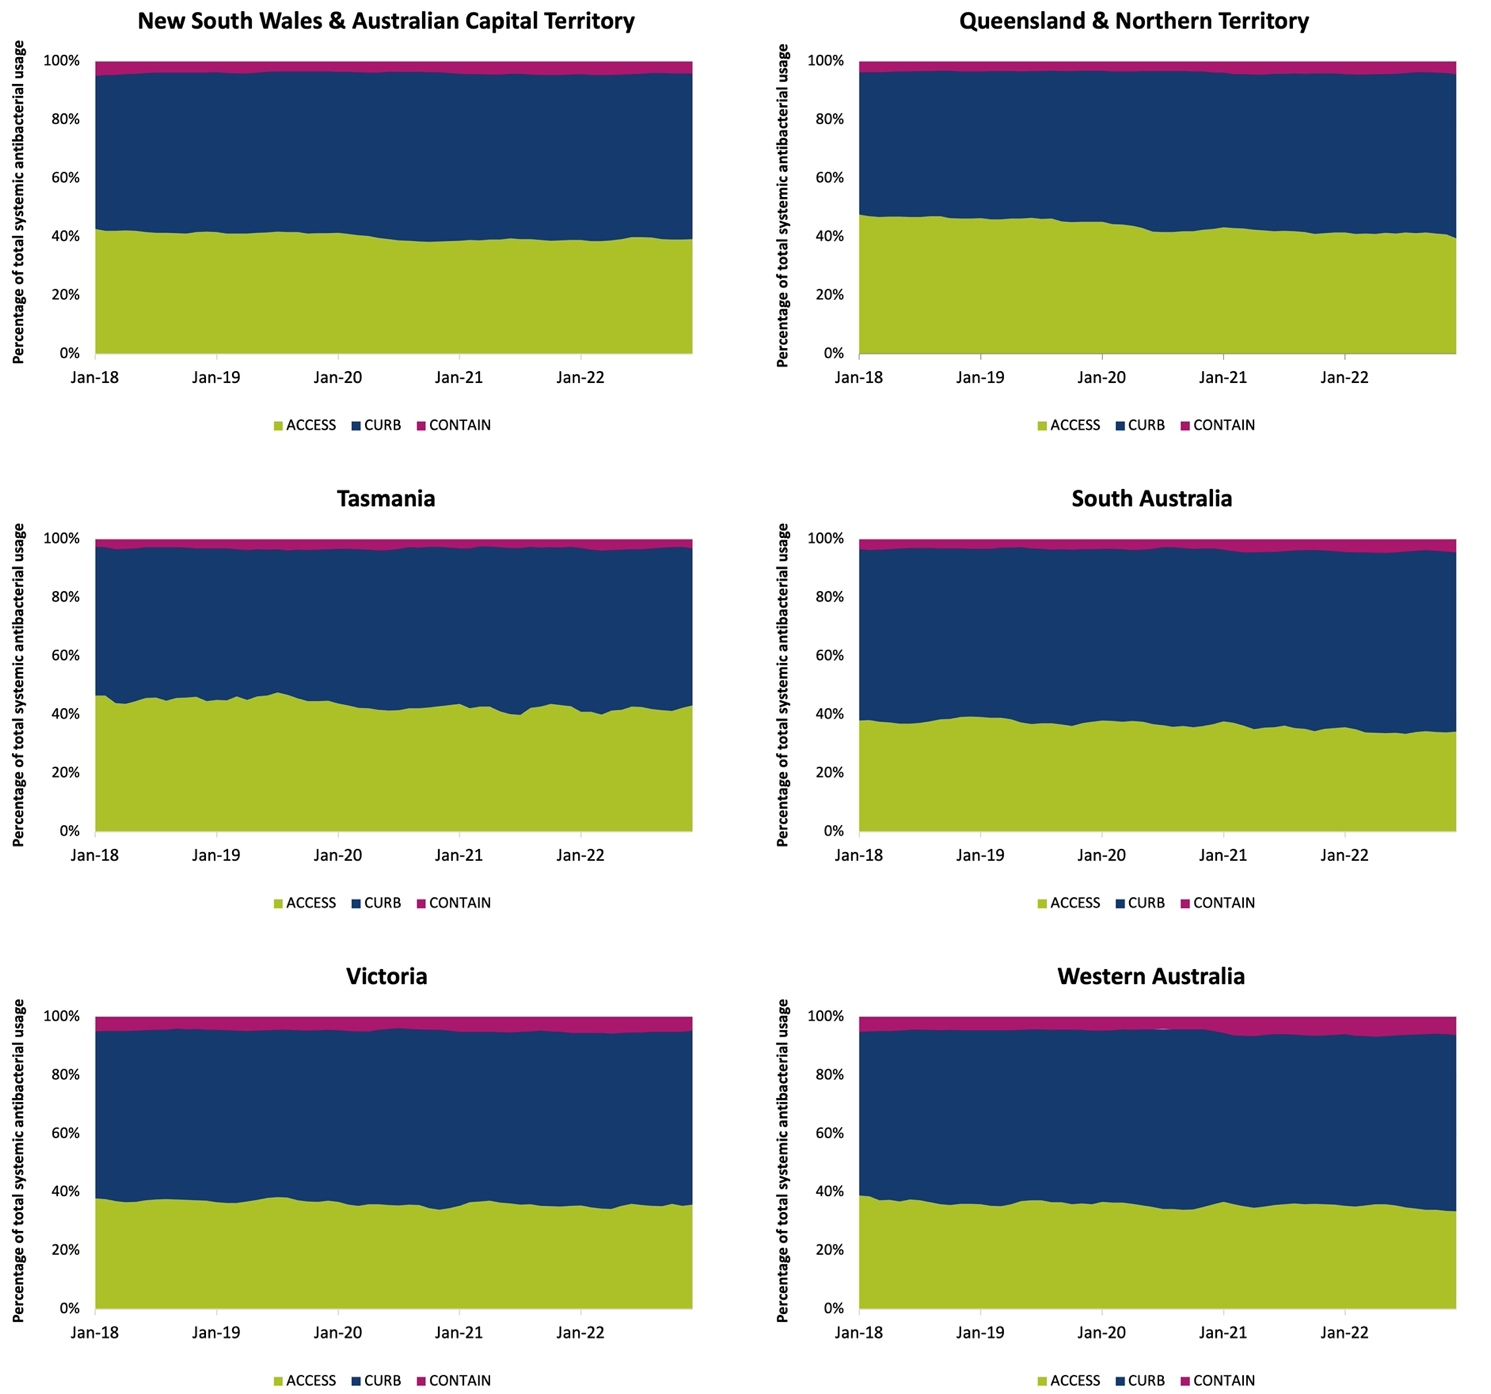 New South Wales & Australian Capital Territory
Percentage of total systemic antibacterial usage
100%
80%
60%
40%
20%
0%
Jan-18 Jan-19 Jan-20 Jan-21 Jan-22
ACCESS CURB CONTAIN
Queensland & Northern Territory
Percentage of total systemic antibacterial usage
100%
80%
60%
40%
20%
0%
Jan-18 Jan-19 Jan-20 Jan-21 Jan-22
ACCESS CURB CONTAIN
Tasmania
Percentage of total systemic antibacterial usage
100%
80%
60%
40%
20%
0%
Jan-18 Jan-19 Jan-20 Jan-21 Jan-22
ACCESS CURB CONTAIN
South Australia
Percentage of total systemic antibacterial usage
100%
80%
60%
40%
20%
0%
Jan-18 Jan-19 Jan-20 Jan-21 Jan-22
ACCESS CURB CONTAIN
Victoria
Percentage of total systemic antibacterial usage
100%
80%
60%
40%
20%
0%
Jan-18 Jan-19 Jan-20 Jan-21 Jan-22
ACCESS CURB CONTAIN
Western Australia
Percentage of total systemic antibacterial usage
100%
80%
60%
40%
20%
0%
Jan-18 Jan-19 Jan-20 Jan-21 Jan-22
ACCESS CURB CONTAIN